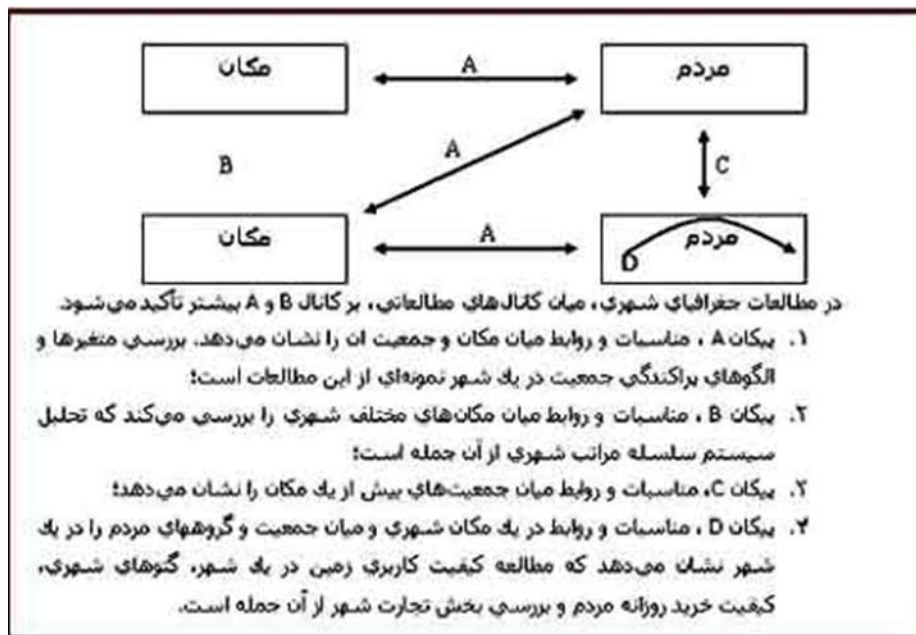 مکان A مردم
B A C
مکان A مردم
D
در مطالعات جغرافیای شهری، میان کانال‌های مطالعاتی، بر کانال B و A بیشتر تأکید می‌شود.
۱. پیکان A ، مناسبات و روابط میان مکان و جمعیت ان را نشان می‌دهد. بررسی متغیرها و
الگوهای پراکندگی جمعیت در یك شهر نمونه‌ای از این مطالعات است؛
۲. پیکان B ، مناسبات و روابط میان مکان‌های مختلف شهری را بررسی می‌کند که تحلیل
سیستم سلسله مراتب شهری از آن جمله است؛
۳. پیکان C، مناسبات و روابط میان جمعیت‌های بیش از یك مکان را نشان می‌دهد؛
۴. پیکان D ، مناسبات و روابط در یك مکان شهری و میان جمعیت و گروههای مردم را در یك
شهر نشان می‌دهد که مطالعه کیفیت کاربری زمین در یك شهر، گتوهای شهری،
کیفیت خرید روزانه مردم و بررسی بخش تجارت شهر از آن جمله است.